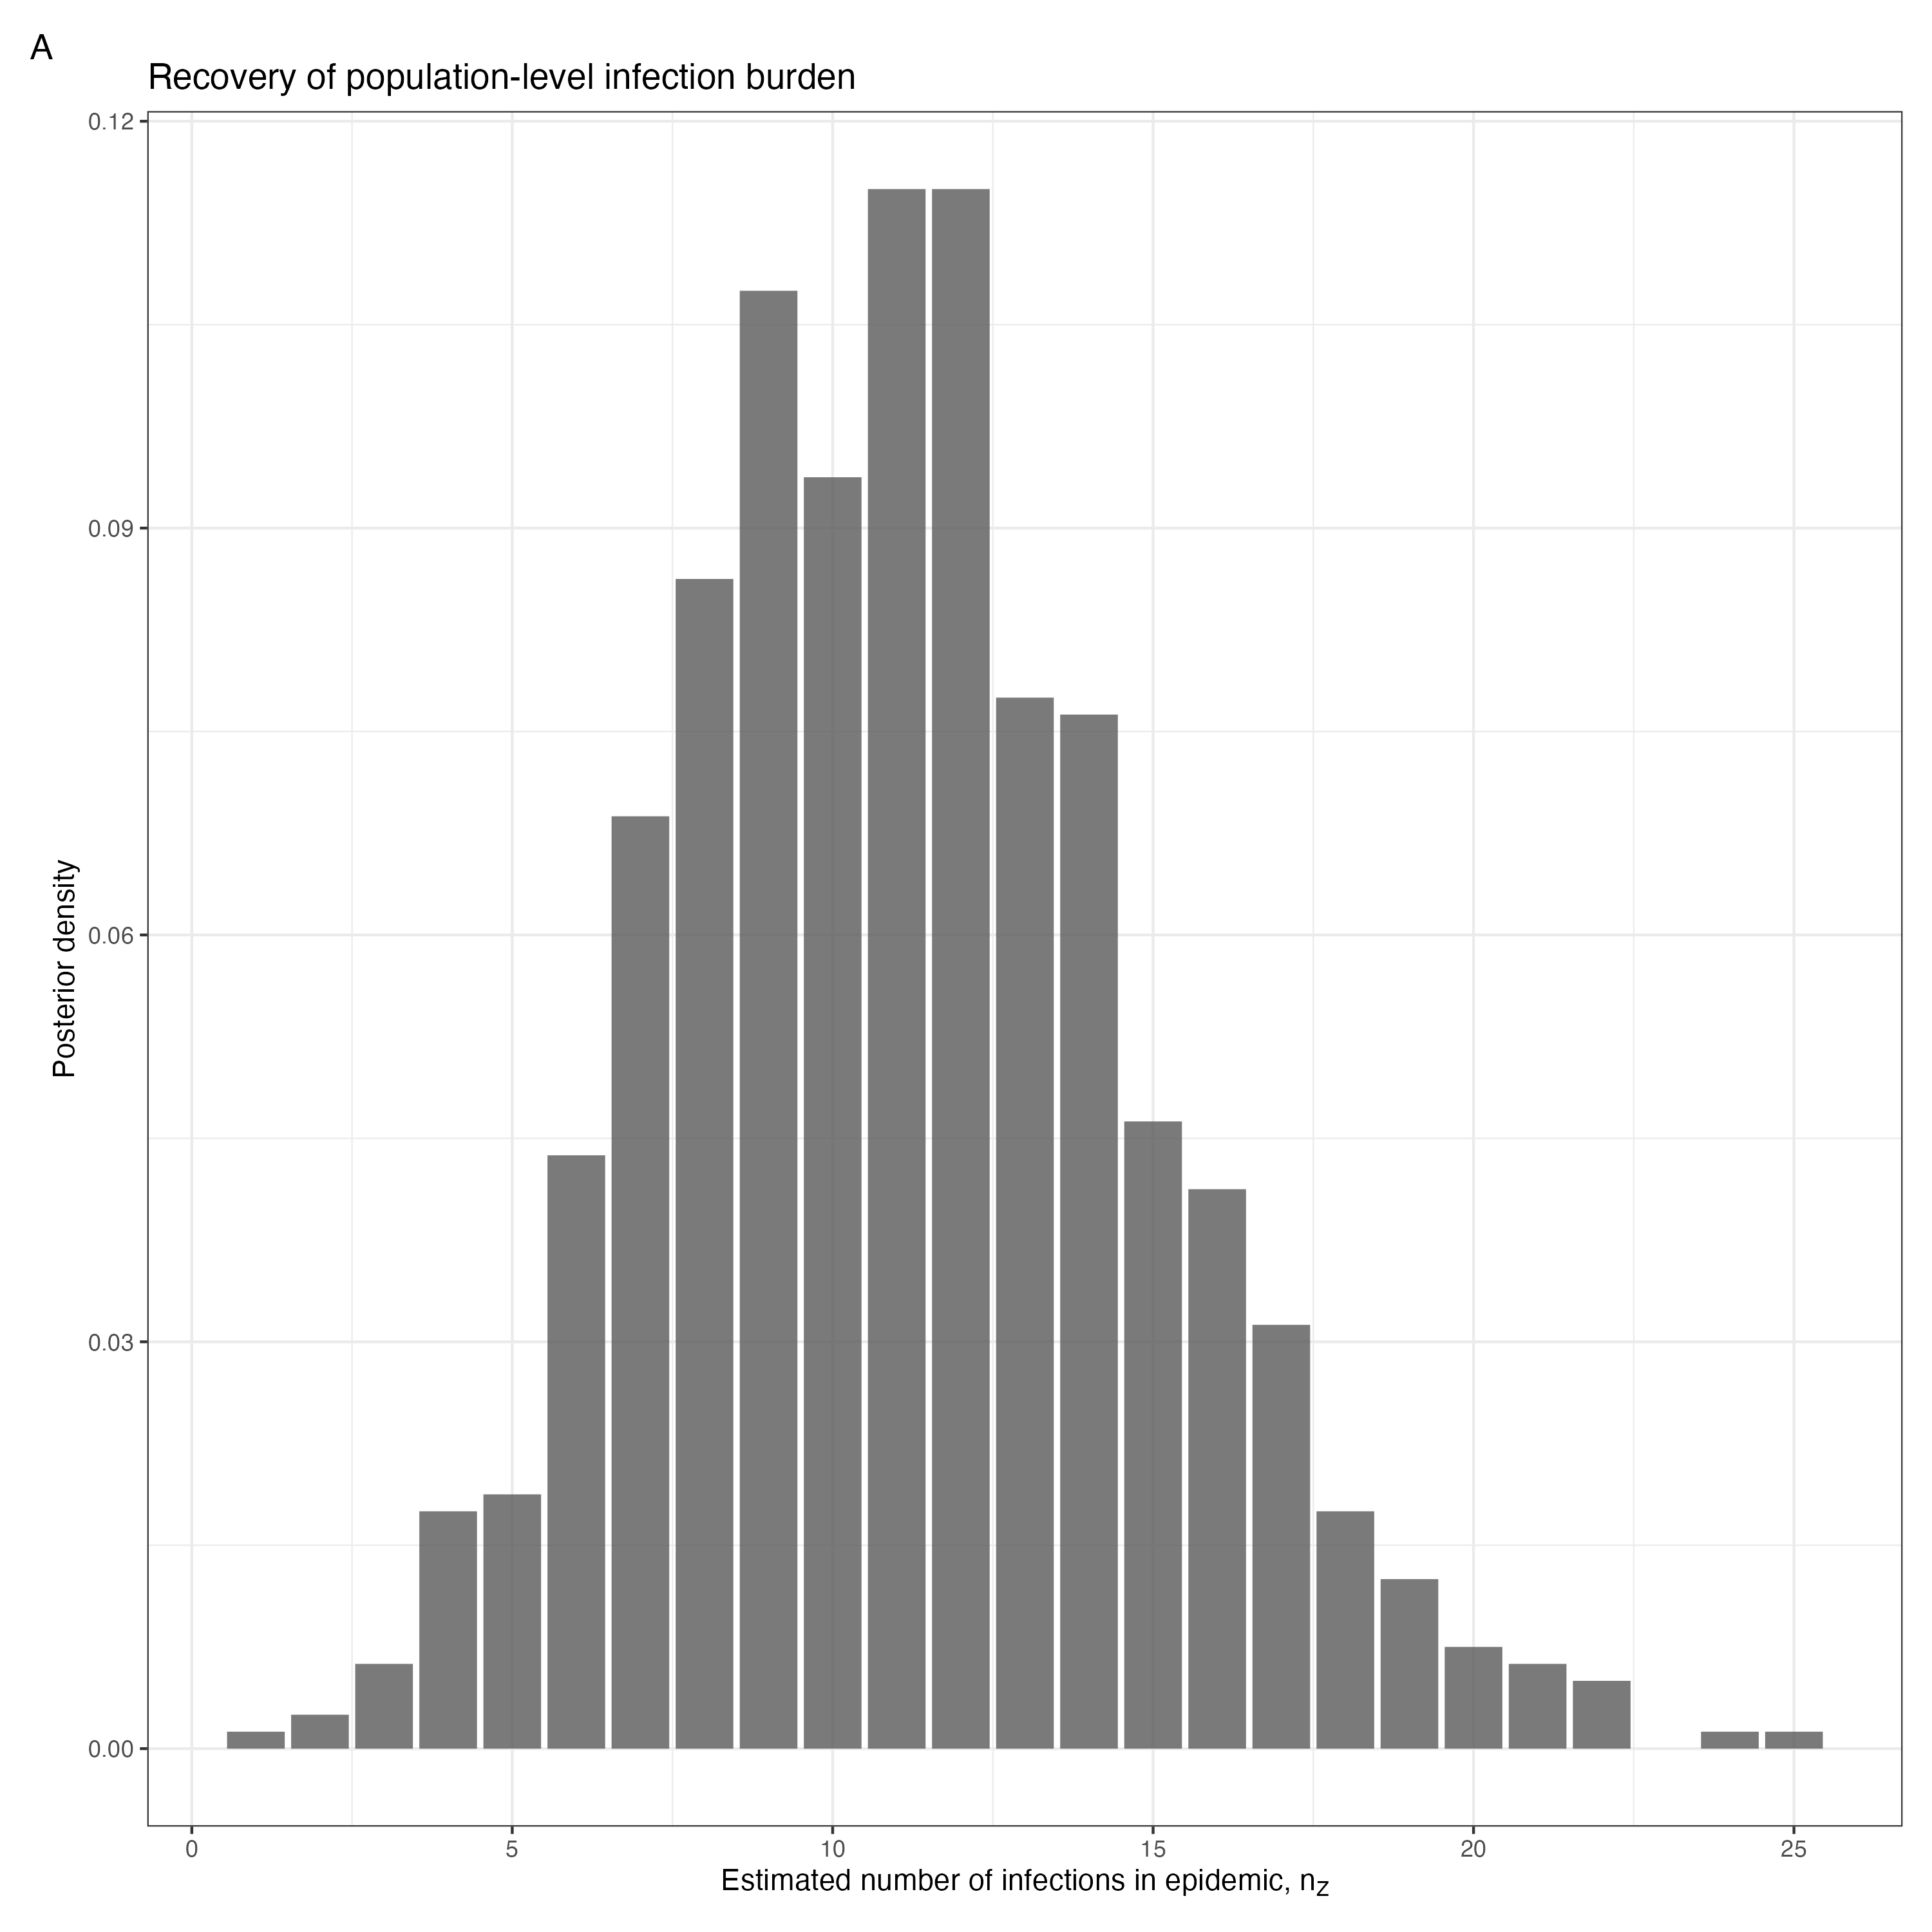 A
Recovery of population-level infection burden
0.12
0.09
0.06
0.03
0.00
Posterior density
0 5 10 15 20 25
Estimated number of infections in epidemic, nZ